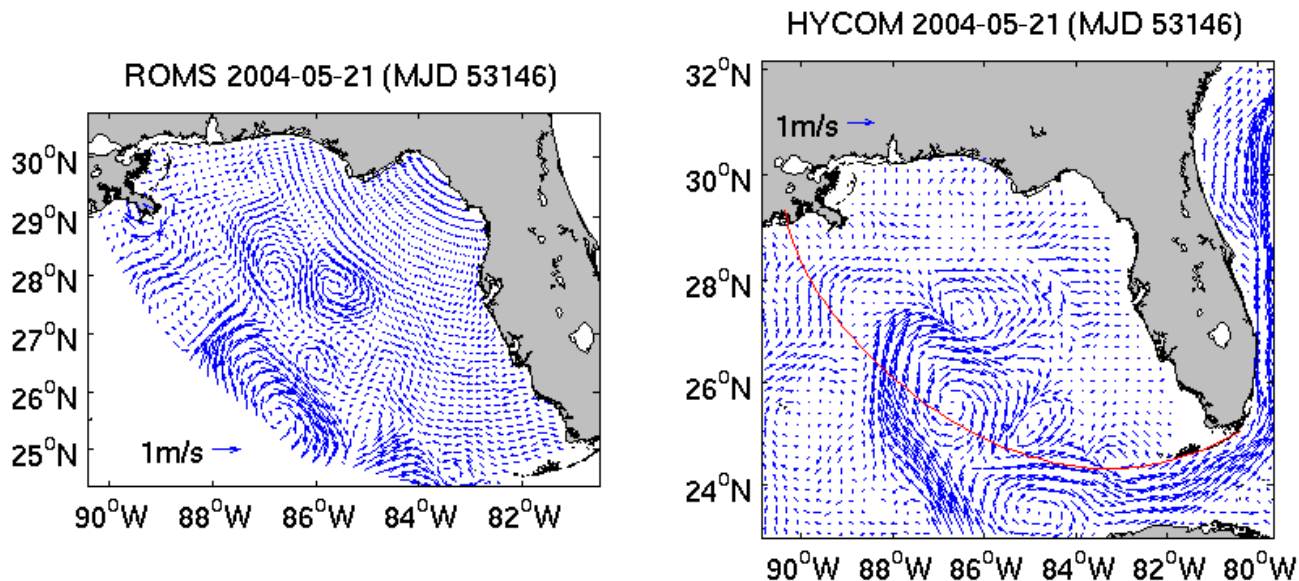 ROMS 2004-05-21 (MJD 53146)
30°N
29°N
28°N
27°N
26°N
25°N
1m/s
90°W 88°W 86°W 84°W 82°W
HYCOM 2004-05-21 (MJD 53146)
32°N
1m/s
30°N
28°N
26°N
24°N
90°W 88°W 86°W 84°W 82°W 80°W